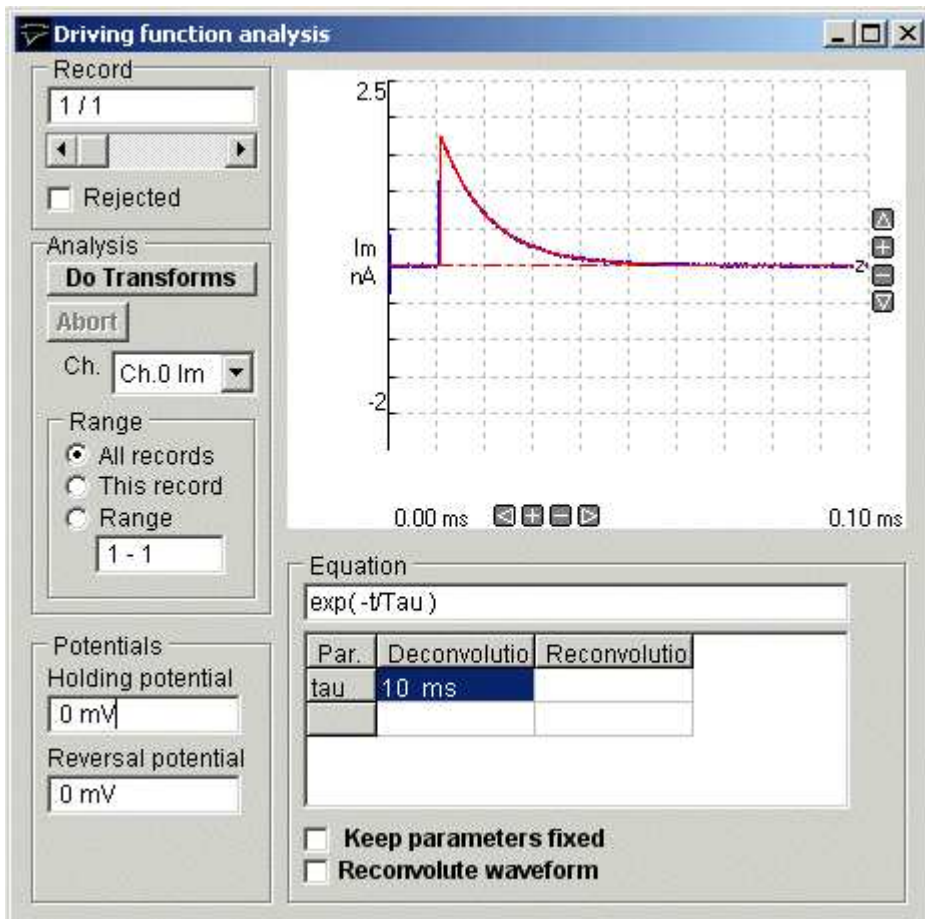 Driving function analysis
Record
1 / 1
Rejected
Analysis
Do Transforms
Abort
Ch.
Ch.0 Im
Range
All records
This record
Range
1 - 1
Potentials
Holding potential
0 mV
Reversal potential
0 mV
2.5
Im
nA
-2
0.00 ms
0.10 ms
Equation
exp( -t/Tau )
Par. Deconvolutio Reconvolutio
tau 10 ms
Keep parameters fixed
Reconvolute waveform